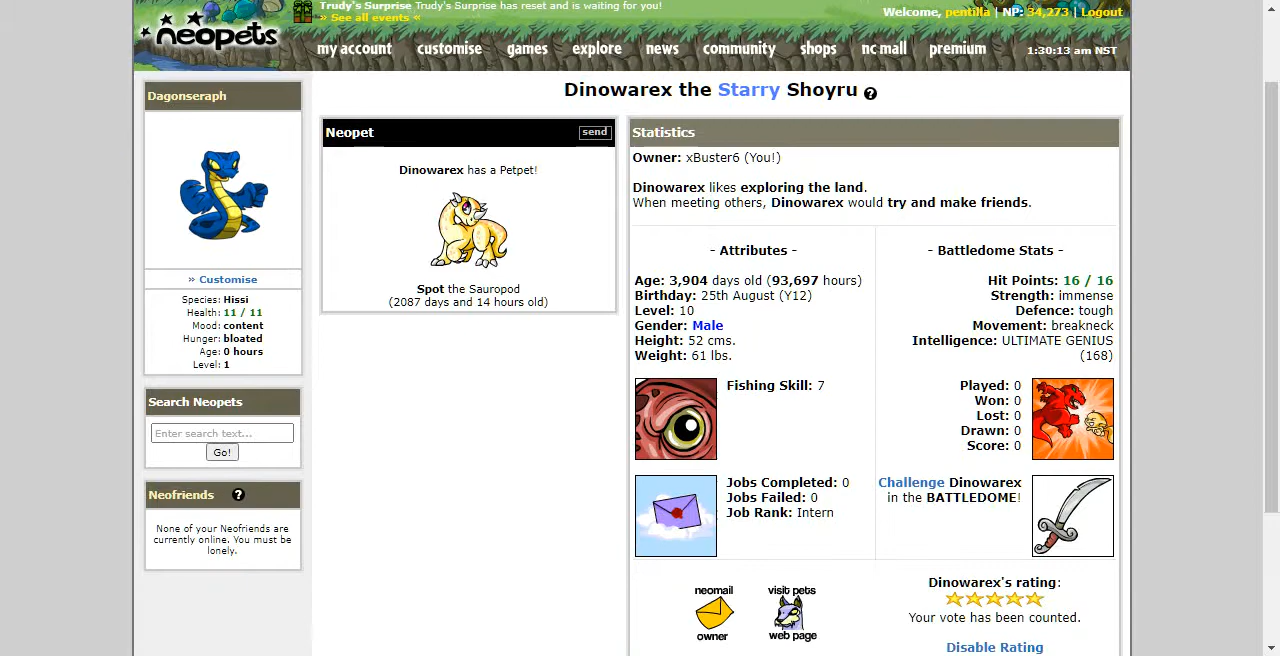 Trudy's Surprise Trudy's Surprise has reset and is waiting for you!
» See all events «
Welcome, pentilla | NP: 34,273 | Logout
neopets
my account customise games explore news community shops nc mall premium 1:30:13 am NST
Dinowarex the Starry Shoyru ?
Dagonseraph
» Customise
Species: Hissi
Health: 11 / 11
Mood: content
Hunger: bloated
Age: 0 hours
Level: 1
Search Neopets
Enter search text...
Go!
Neofriends ?
None of your Neofriends are
currently online. You must be
lonely.
Neopet send
Dinowarex has a Petpet!
Spot the Sauropod
(2087 days and 14 hours old)
Statistics
Owner: xBuster6 (You!)
Dinowarex likes exploring the land.
When meeting others, Dinowarex would try and make friends.
- Attributes -
Age: 3,904 days old (93,697 hours)
Birthday: 25th August (Y12)
Level: 10
Gender: Male
Height: 52 cms.
Weight: 61 lbs.
Fishing Skill: 7
Jobs Completed: 0
Jobs Failed: 0
Job Rank: Intern
- Battledome Stats -
Hit Points: 16 / 16
Strength: immense
Defence: tough
Movement: breakneck
Intelligence: ULTIMATE GENIUS
(168)
Played: 0
Won: 0
Lost: 0
Drawn: 0
Score: 0
Challenge Dinowarex
in the BATTLEDOME!
neomail
owner
visit pets
web page
Dinowarex's rating:
Your vote has been counted.
Disable Rating